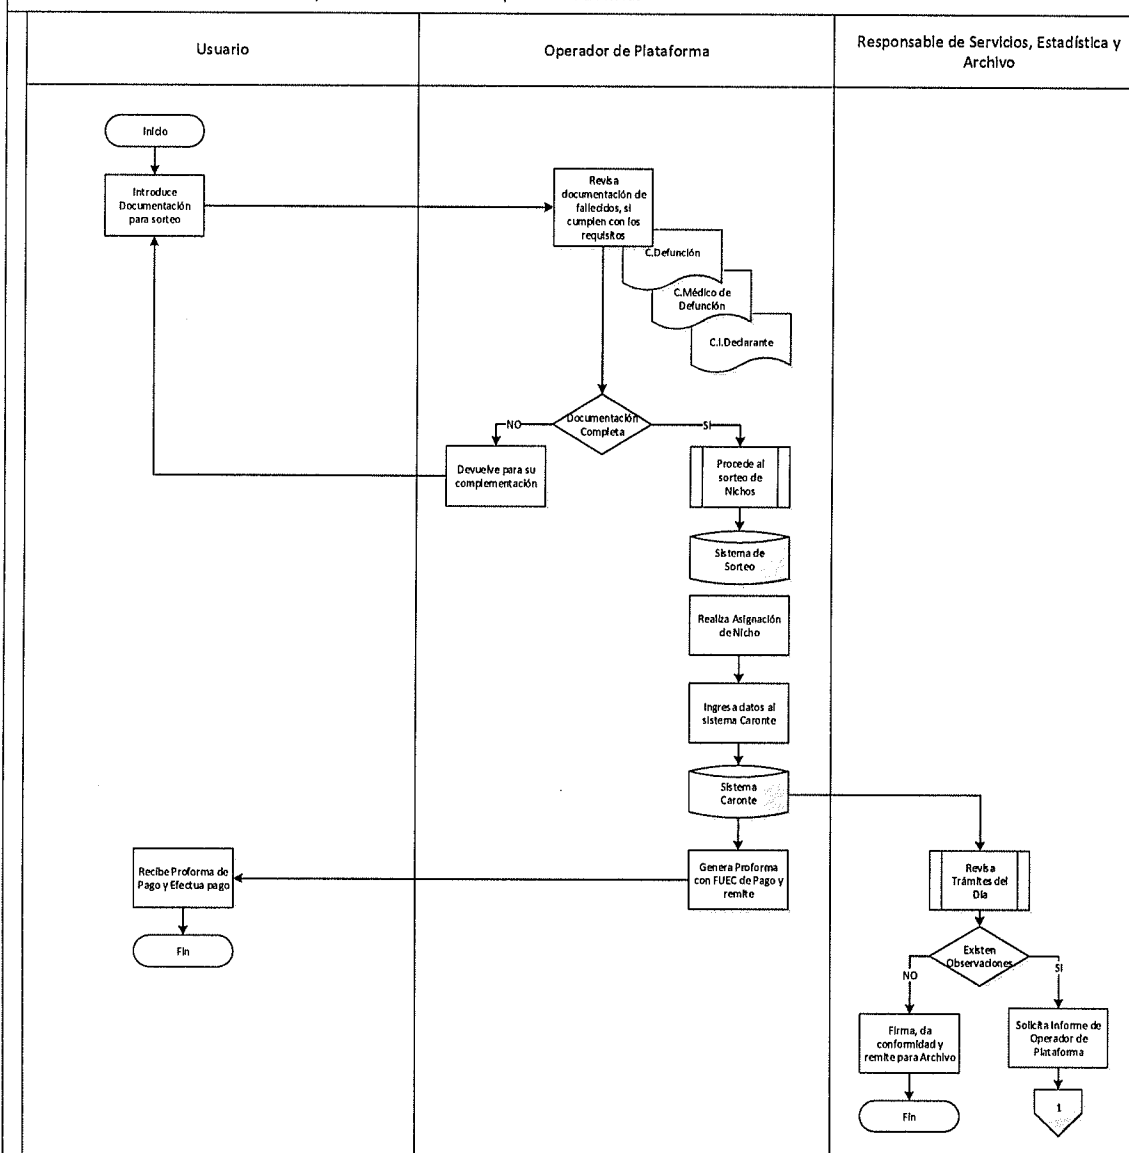 Usuario
Operador de Plataforma
Responsable de Servicios, Estadística y
Archivo
Inicio
Introduce
Documentación
para sorteo
Revisa
documentación de
fallecidos, si
cumplen con los
requisitos
C.Defunción
C.Médico de
Defunción
C.I.Declarante
Documentación
Completa
NO
SI
Devuelve para su
complementación
Procede al
sorteo de
Nichos
Sistema de
Sorteo
Realiza Asignación
de Nicho
Ingresa datos al
sistema Caronte
Sistema
Caronte
Recibe Proforma de
Pago y Efectua pago
Genera Proforma
con FUEC de Pago y
remite
Revisa
Trámites del
Día
Fin
Existen
Observaciones
NO
SI
Firma, da
conformidad y
remite para Archivo
Solicita Informe de
Operador de
Plataforma
Fin
1